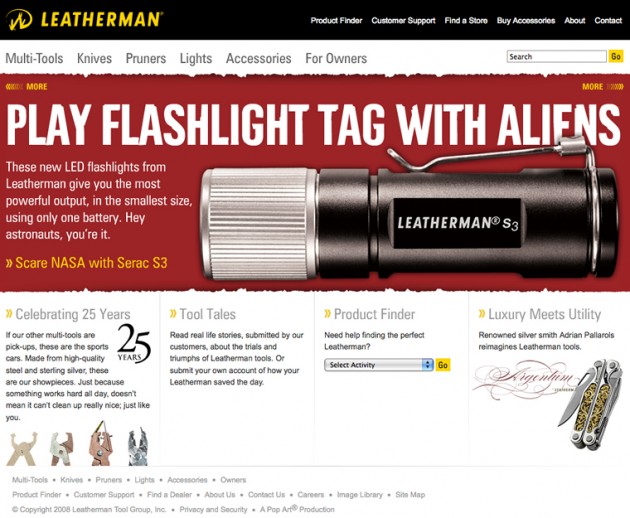 LEATHERMAN®
Product Finder Customer Support Find a Store Buy Accessories About Contact
Multi-Tools Knives Pruners Lights Accessories For Owners
Search Go
MORE
MORE
PLAY FLASHLIGHT TAG WITH ALIENS
These new LED flashlights from
Leatherman give you the most
powerful output, in the smallest size,
using only one battery. Hey
astronauts, you're it.
» Scare NASA with Serac S3
LEATHERMAN® S3
» Celebrating 25 Years
If our other multi-tools are
pick-ups, these are the sports
cars. Made from high-quality
steel and sterling silver, these
are our showpieces. Just because
something works hard all day, doesn't
mean it can't clean up really nice; just like
you.
25
YEARS
» Tool Tales
Read real life stories, submitted by our
customers, about the trials and
triumphs of Leatherman tools. Or
submit your own account of how your
Leatherman saved the day.
» Product Finder
Need help finding the perfect
Leatherman?
Select Activity Go
» Luxury Meets Utility
Renowned silver smith Adrian Pallarols
reimagines Leatherman tools.
Argentum
LEATHERMAN
Multi-Tools • Knives • Pruners • Lights • Accessories • Owners
Product Finder • Customer Support • Find a Dealer • About Us • Contact Us • Careers • Image Library • Site Map
© Copyright 2008 Leatherman Tool Group, Inc. • Privacy and Security • A Pop Art® Production